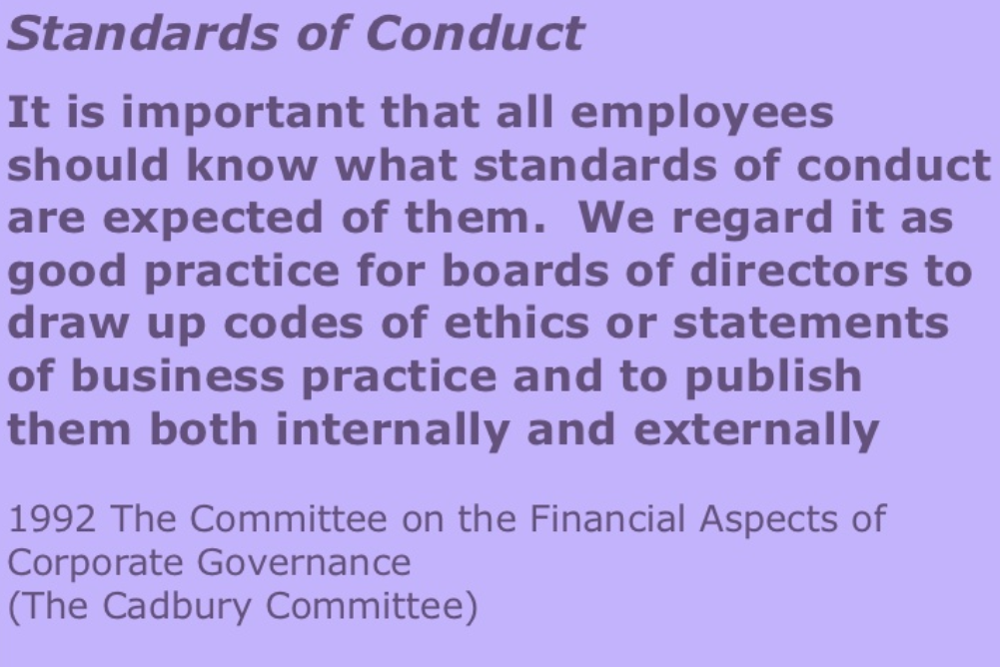 Standards of Conduct
It is important that all employees
should know what standards of conduct
are expected of them.  We regard it as
good practice for boards of directors to
draw up codes of ethics or statements
of business practice and to publish
them both internally and externally
1992 The Committee on the Financial Aspects of
Corporate Governance
(The Cadbury Committee)